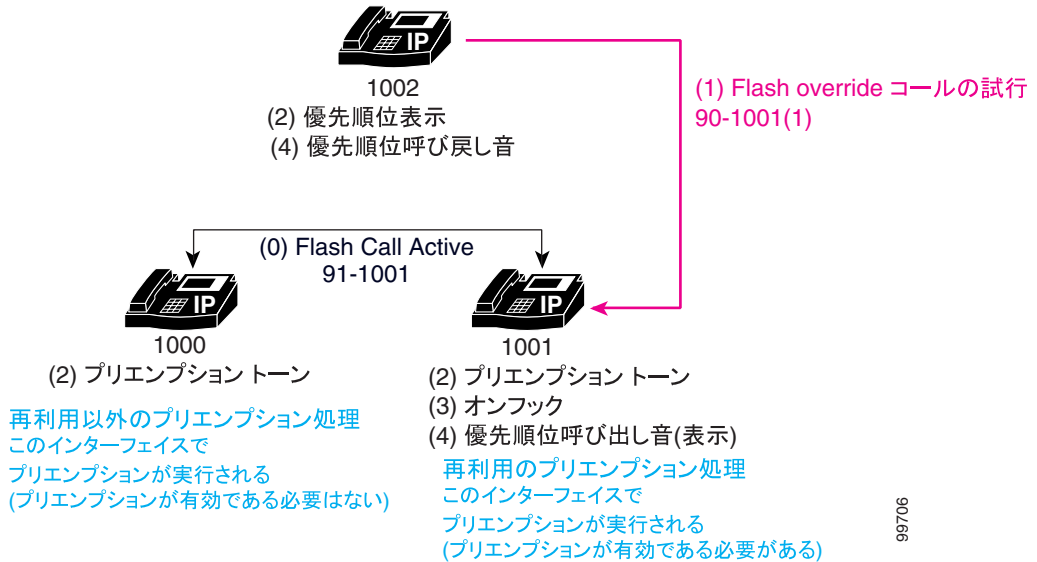 IP
1002
(2) 優先順位表示
(4) 優先順位呼び戻し音
(1) Flash override コールの試行
90-1001(1)
(0) Flash Call Active
91-1001
IP
1000
(2) プリエンプション トーン
再利用以外のプリエンプション処理
このインターフェイスで
プリエンプションが実行される
(プリエンプションが有効である必要はない)
IP
1001
(2) プリエンプション トーン
(3) オンフック
(4) 優先順位呼び出し音(表示)
再利用のプリエンプション処理
このインターフェイスで
プリエンプションが実行される
(プリエンプションが有効である必要がある)
99706